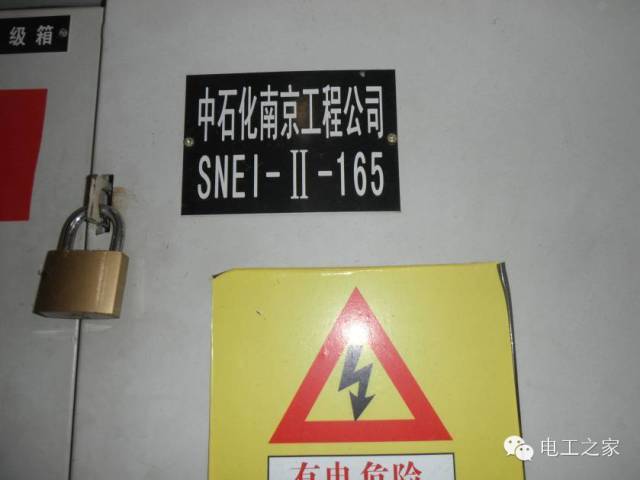 级箱
中石化南京工程公司
SNEI-Ⅱ-165
有电危险
电工之家